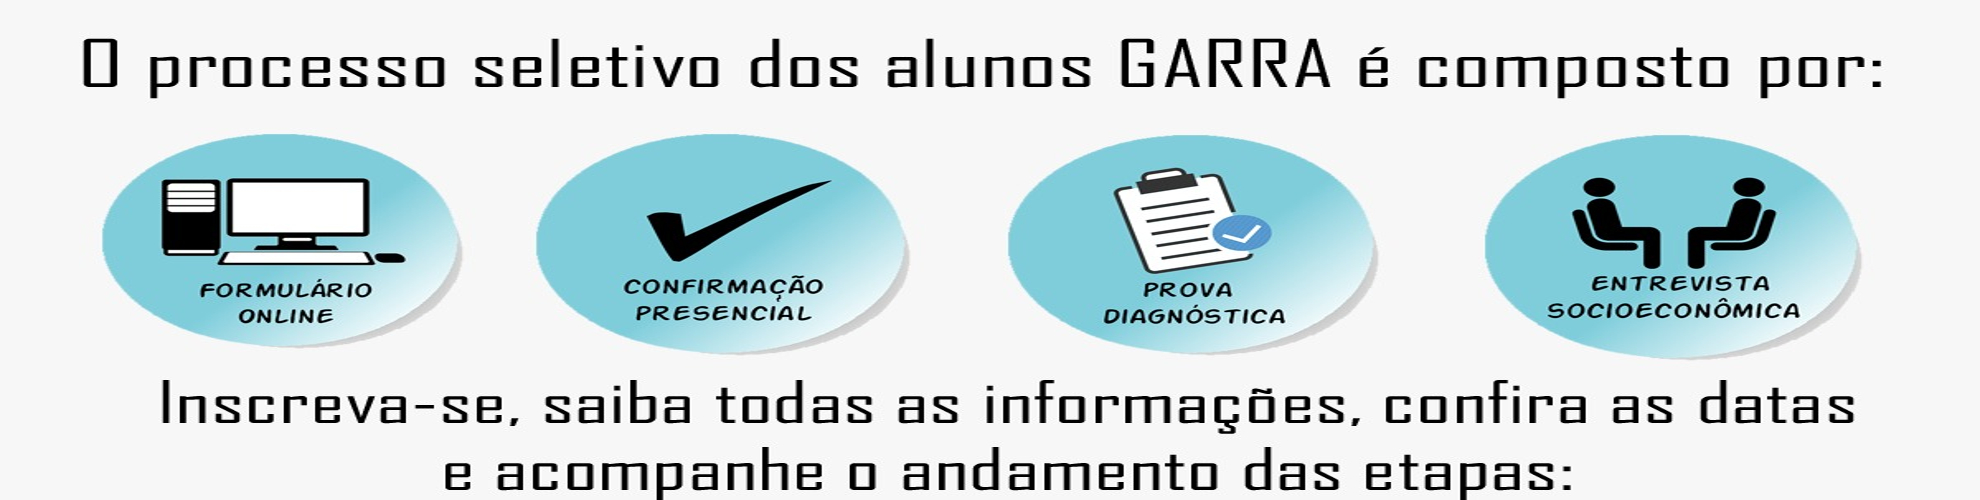 O processo seletivo dos alunos GARRA é composto por:
FORMULÁRIO
ONLINE
CONFIRMAÇÃO
PRESENCIAL
PROVA
DIAGNÓSTICA
ENTREVISTA
SOCIOECONÔMICA
Inscreva-se, saiba todas as informações, confira as datas
e acompanhe o andamento das etapas: